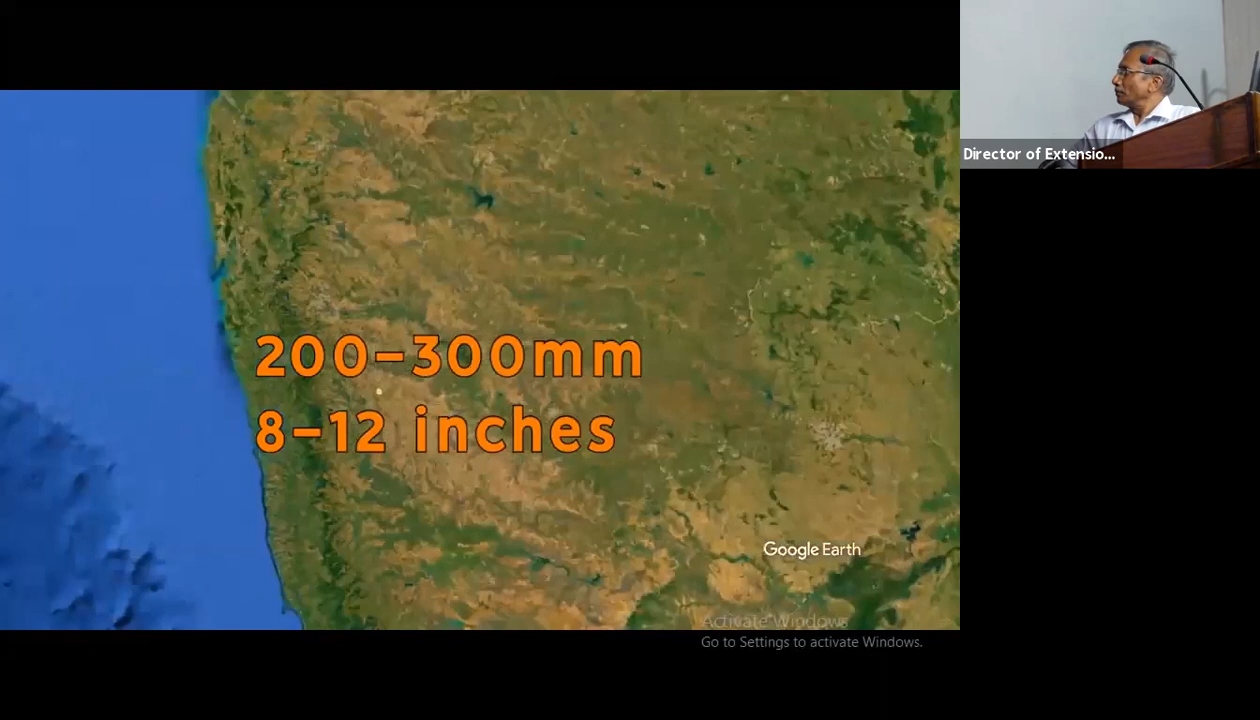 200-300mm
8-12 inches
Google Earth
Activate Windows
Go to Settings to activate Windows.
Director of Extensio...